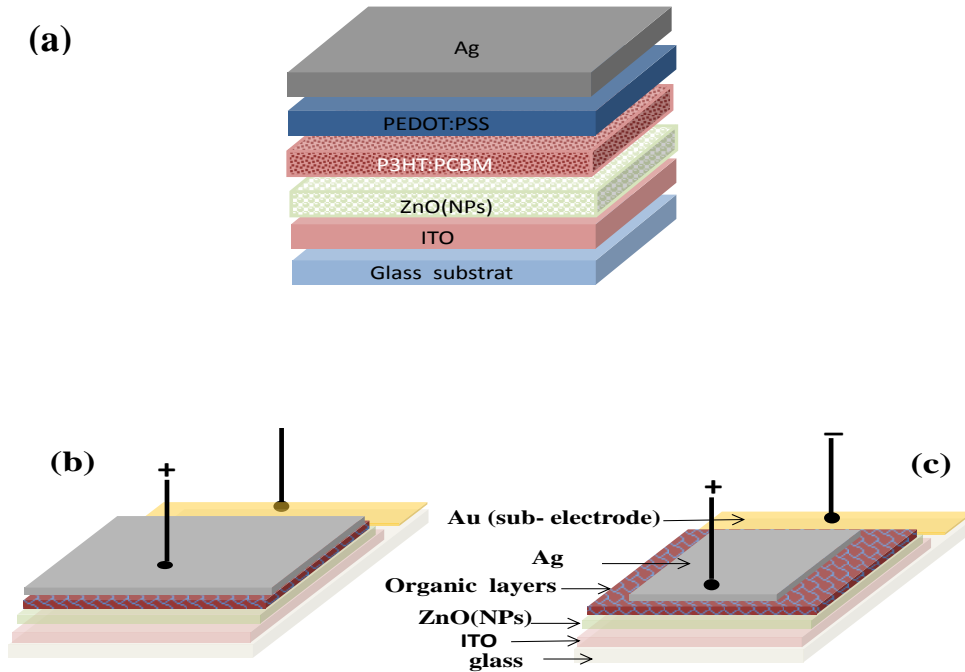 (a)
Ag
PEDOT:PSS
P3HT:PCBM
ZnO(NPs)
ITO
Glass substrat
(b)
+
(c)
–
+
Au (sub- electrode)
Ag
Organic layers
ZnO(NPs)
ITO
glass